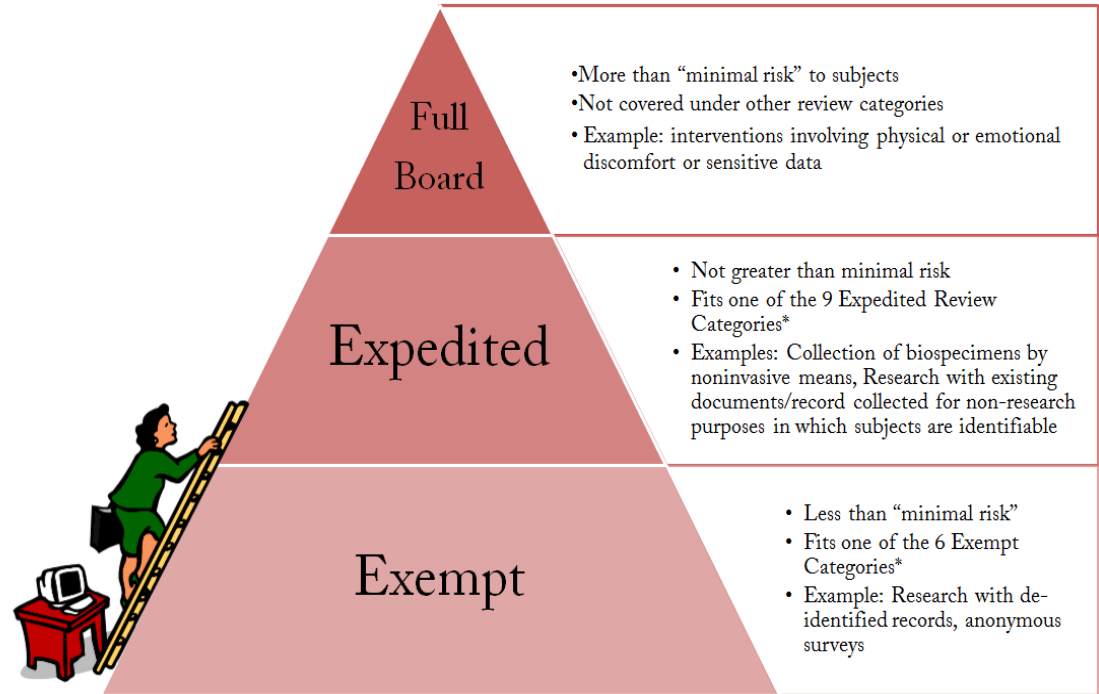 Full
Board
•More than “minimal risk” to subjects
•Not covered under other review categories
• Example: interventions involving physical or emotional
discomfort or sensitive data
Expedited
• Not greater than minimal risk
• Fits one of the 9 Expedited Review
Categories*
• Examples: Collection of biospecimens by
noninvasive means, Research with existing
documents/record collected for non-research
purposes in which subjects are identifiable
Exempt
• Less than “minimal risk”
• Fits one of the 6 Exempt
Categories*
• Example: Research with de-
identified records, anonymous
surveys